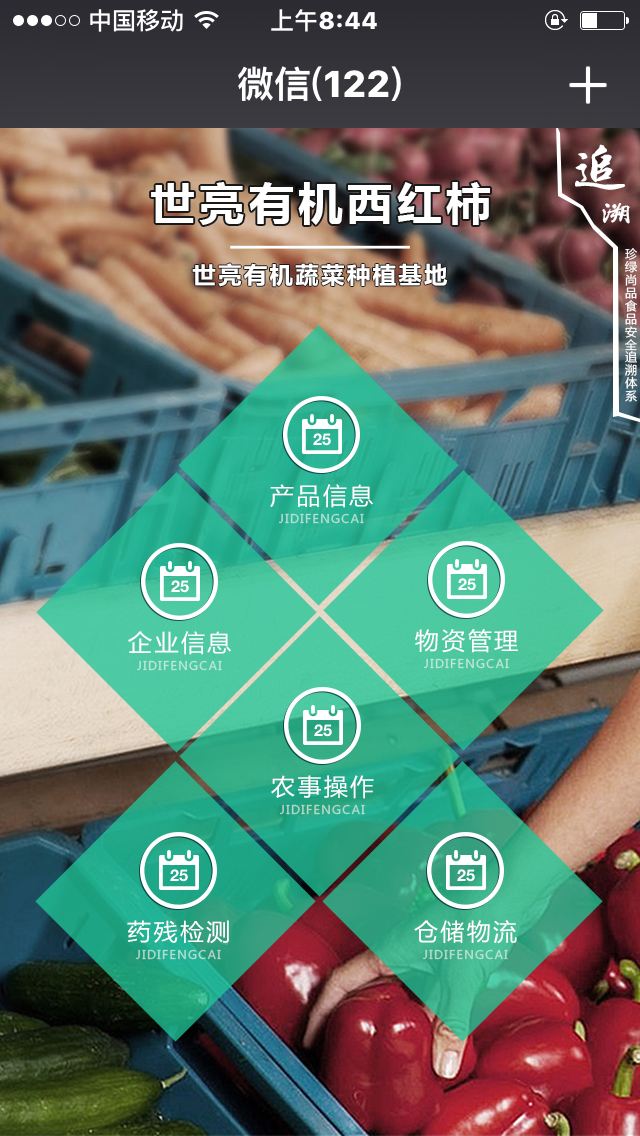 中国移动 上午8:44
微信(122)
追溯
珍绿尚品食品安全追溯体系
世亮有机西红柿
世亮有机蔬菜种植基地
25
产品信息
JIDIFENGCAI
25
企业信息
JIDIFENGCAI
25
物资管理
JIDIFENGCAI
25
农事操作
JIDIFENGCAI
25
药残检测
JIDIFENGCAI
25
仓储物流
JIDIFENGCAI